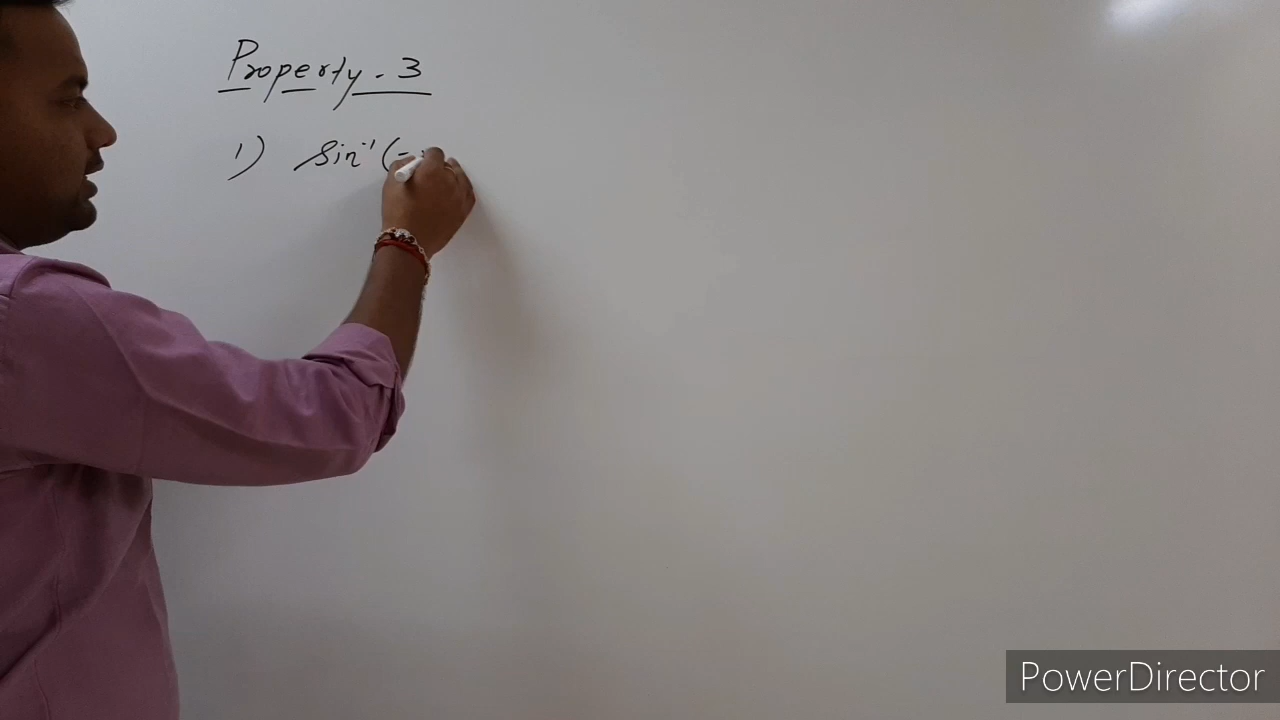 Property - 3
1) Sin⁻¹ (-
PowerDirector